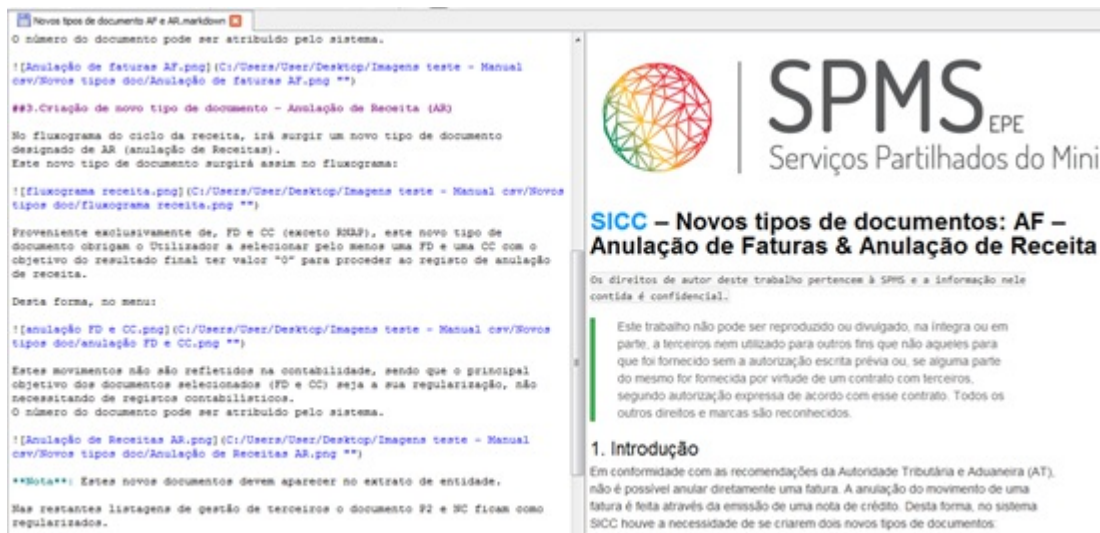 Novos tipos de documento AF e AR.markdown
O número do documento pode ser atribuído pelo sistema.
![Anulação de faturas AF.png](C:/Users/User/Desktop/Imagens teste - Manual
csv/Novos tipos doc/Anulação de faturas AF.png "")
##3.Criação de novo tipo de documento - Anulação de Receita (AR)
No fluxograma do ciclo da receita, irá surgir um novo tipo de documento
designado de AR (anulação de Receitas).
Este novo tipo de documento surgirá assim no fluxograma:
![fluxograma receita.png](C:/Users/User/Desktop/Imagens teste - Manual csv/Novos
tipos doc/fluxograma receita.png "")
Proveniente exclusivamente de, FD e CC (exceto RNAP), este novo tipo de
documento obrigam o Utilizador a selecionar pelo menos uma FD e uma CC com o
objetivo do resultado final ter valor "0" para proceder ao registo de anulação
de receita.
Desta forma, no menu:
![anulação FD e CC.png](C:/Users/User/Desktop/Imagens teste - Manual csv/Novos
tipos doc/anulação FD e CC.png "")
Estes movimentos não são refletidos na contabilidade, sendo que o principal
objetivo dos documentos selecionados (FD e CC) seja a sua regularização, não
necessitando de registos contabilísticos.
O número do documento pode ser atribuído pelo sistema.
![Anulação de Receitas AR.png](C:/Users/User/Desktop/Imagens teste - Manual
csv/Novos tipos doc/Anulação de Receitas AR.png "")
**Nota**: Estes novos documentos devem aparecer no extrato de entidade.
Nas restantes listagens de gestão de terceiros o documento P2 e NC ficam como
regularizados.
SPMS EPE
Serviços Partilhados do Mini
SICC – Novos tipos de documentos: AF –
Anulação de Faturas & Anulação de Receita
Os direitos de autor deste trabalho pertencem à SPMS e a informação nele
contida é confidencial.
Este trabalho não pode ser reproduzido ou divulgado, na íntegra ou em
parte, a terceiros nem utilizado para outros fins que não aqueles para
que foi fornecido sem a autorização escrita prévia ou, se alguma parte
do mesmo for fornecida por virtude de um contrato com terceiros,
segundo autorização expressa de acordo com esse contrato. Todos os
outros direitos e marcas são reconhecidos.
1. Introdução
Em conformidade com as recomendações da Autoridade Tributária e Aduaneira (AT),
não é possível anular diretamente uma fatura. A anulação do movimento de uma
fatura é feita através da emissão de uma nota de crédito. Desta forma, no sistema
SICC houve a necessidade de se criarem dois novos tipos de documentos: